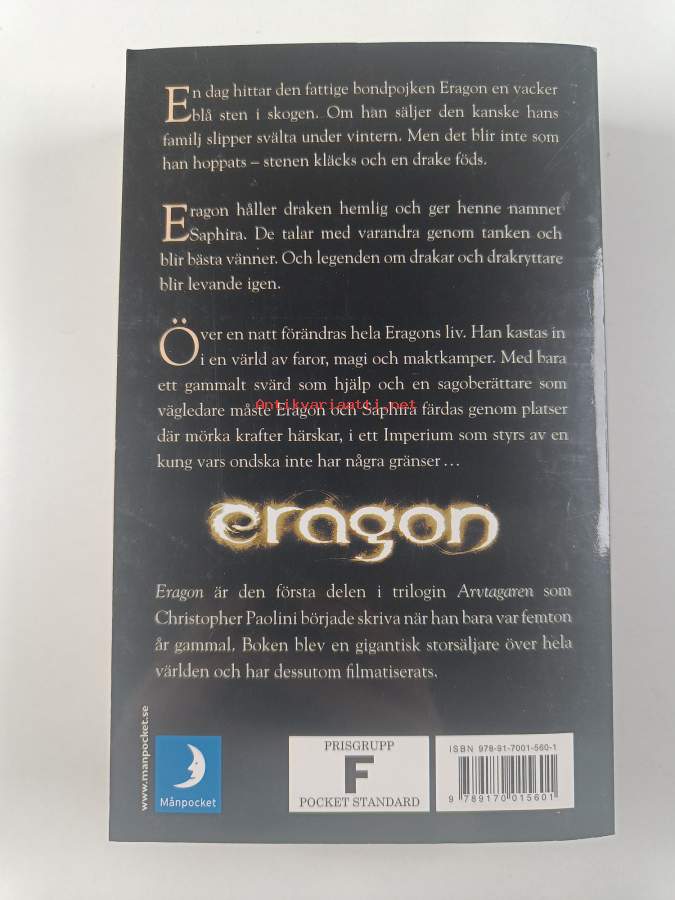 En dag hittar den fattige bondpojken Eragon en vacker
blå sten i skogen. Om han säljer den kanske hans
familj slipper svälta under vintern. Men det blir inte som
han hoppats – stenen kläcks och en drake föds.
Eragon håller draken hemlig och ger henne namnet
Saphira. De talar med varandra genom tanken och
blir bästa vänner. Och legenden om drakar och drakryttare
blir levande igen.
Över en natt förändras hela Eragons liv. Han kastas in
i en värld av faror, magi och maktkamper. Med bara
ett gammalt svärd som hjälp och en sagoberättare som
Antikvariaatti.net
vägledare måste Eragon och Saphira färdas genom platser
där mörka krafter härskar, i ett Imperium som styrs av en
kung vars ondska inte har några gränser…
eragon
Eragon är den första delen i trilogin Arvtagaren som
Christopher Paolini började skriva när han bara var femton
år gammal. Boken blev en gigantisk storsäljare över hela
världen och har dessutom filmatiserats.
www.manpocket.se
Månpocket
PRISGRUPP
F
POCKET STANDARD
ISBN 978-91-7001-560-1
9 789170 015601